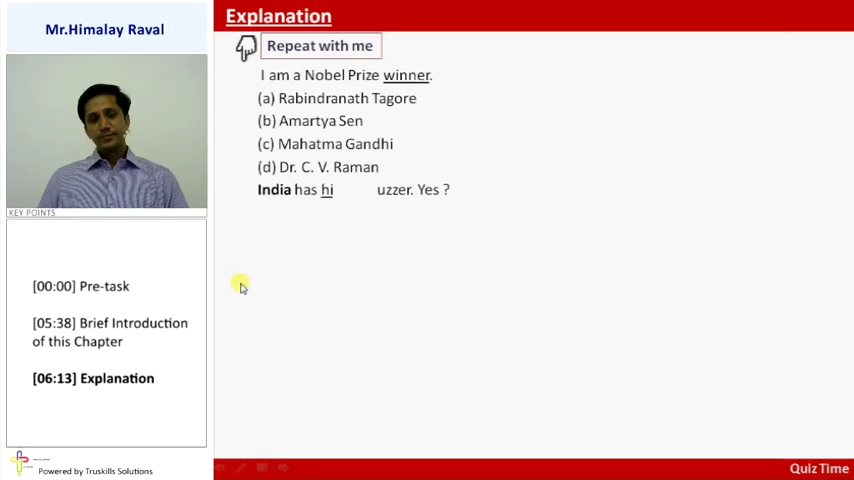 Mr.Himalay Raval
Explanation
Repeat with me
I am a Nobel Prize winner.
(a) Rabindranath Tagore
(b) Amartya Sen
(c) Mahatma Gandhi
(d) Dr. C. V. Raman
India has hi uzzer. Yes ?
KEY POINTS
[00:00] Pre-task
[05:38] Brief Introduction
of this Chapter
[06:13] Explanation
Powered by Truskills Solutions
Quiz Time